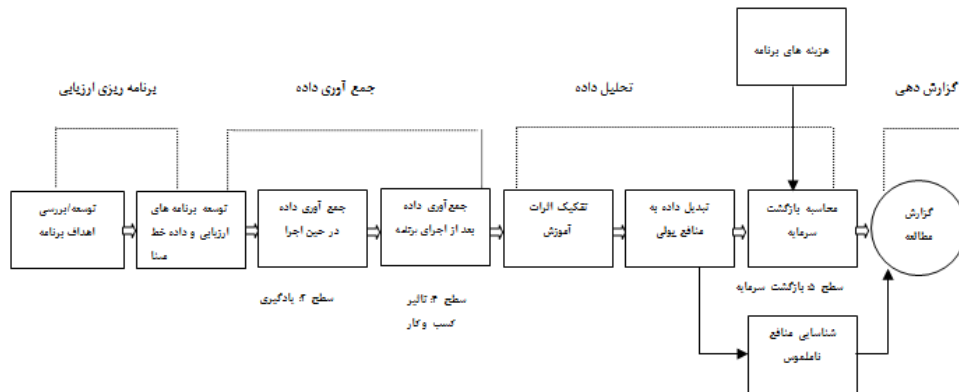 هزینه های
برنامه
برنامه ریزی ارزیابی
جمع آوری داده
تحلیل داده
گزارش دهی
توسعه/بررسی
اهداف برنامه
توسعه برنامه های
ارزیابی و داده خط
مبنا
جمع آوری داده
در حین اجرا
جمع آوری داده
بعد از اجرای برنامه
تفکیک اثرات
آموزش
تبدیل داده به
منافع پولی
محاسبه بازگشت
سرمایه
گزارش
مطالعه
سطح ۲: یادگیری
سطح ۴: تاثیر
کسب وکار
سطح ۵: بازگشت سرمایه
شناسایی منافع
ناملموس